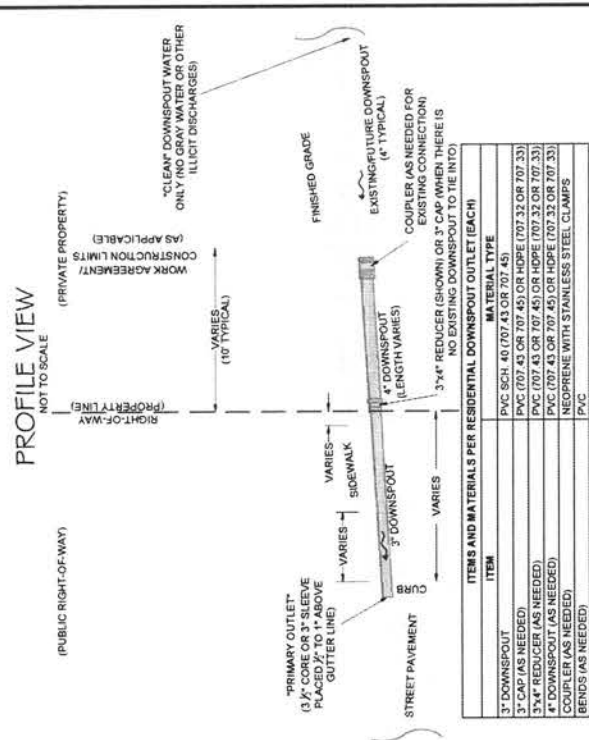 PROFILE VIEW
NOT TO SCALE
(PUBLIC RIGHT-OF-WAY)
(PRIVATE PROPERTY)
RIGHT-OF-WAY
(PROPERTY LINE)
WORK AGREEMENT/
CONSTRUCTION LIMITS
(AS APPLICABLE)
"CLEAN" DOWNSPOUT WATER
ONLY (NO GRAY WATER OR OTHER
ILLICIT DISCHARGES)
VARIES
(10' TYPICAL)
FINISHED GRADE
"PRIMARY OUTLET"
(3 ½" CORE OR 3" SLEEVE
PLACED ½" TO 1" ABOVE
GUTTER LINE)
VARIES
VARIES
SIDEWALK
3" DOWNSPOUT
4" DOWNSPOUT
(LENGTH VARIES)
EXISTING/FUTURE DOWNSPOUT
(4" TYPICAL)
STREET PAVEMENT
CURB
VARIES
COUPLER (AS NEEDED FOR
EXISTING CONNECTION)
3"x4" REDUCER (SHOWN) OR 3" CAP (WHEN THERE IS
NO EXISTING DOWNSPOUT TO TIE INTO)
ITEMS AND MATERIALS PER RESIDENTIAL DOWNSPOUT OUTLET (EACH)
ITEM MATERIAL TYPE
3" DOWNSPOUT PVC SCH. 40 (707.43 OR 707.45)
3" CAP (AS NEEDED) PVC (707.43 OR 707.45) OR HDPE (707.32 OR 707.33)
3"x4" REDUCER (AS NEEDED) PVC (707.43 OR 707.45) OR HDPE (707.32 OR 707.33)
4" DOWNSPOUT (AS NEEDED) PVC (707.43 OR 707.45) OR HDPE (707.32 OR 707.33)
COUPLER (AS NEEDED) NEOPRENE WITH STAINLESS STEEL CLAMPS
BENDS (AS NEEDED) PVC